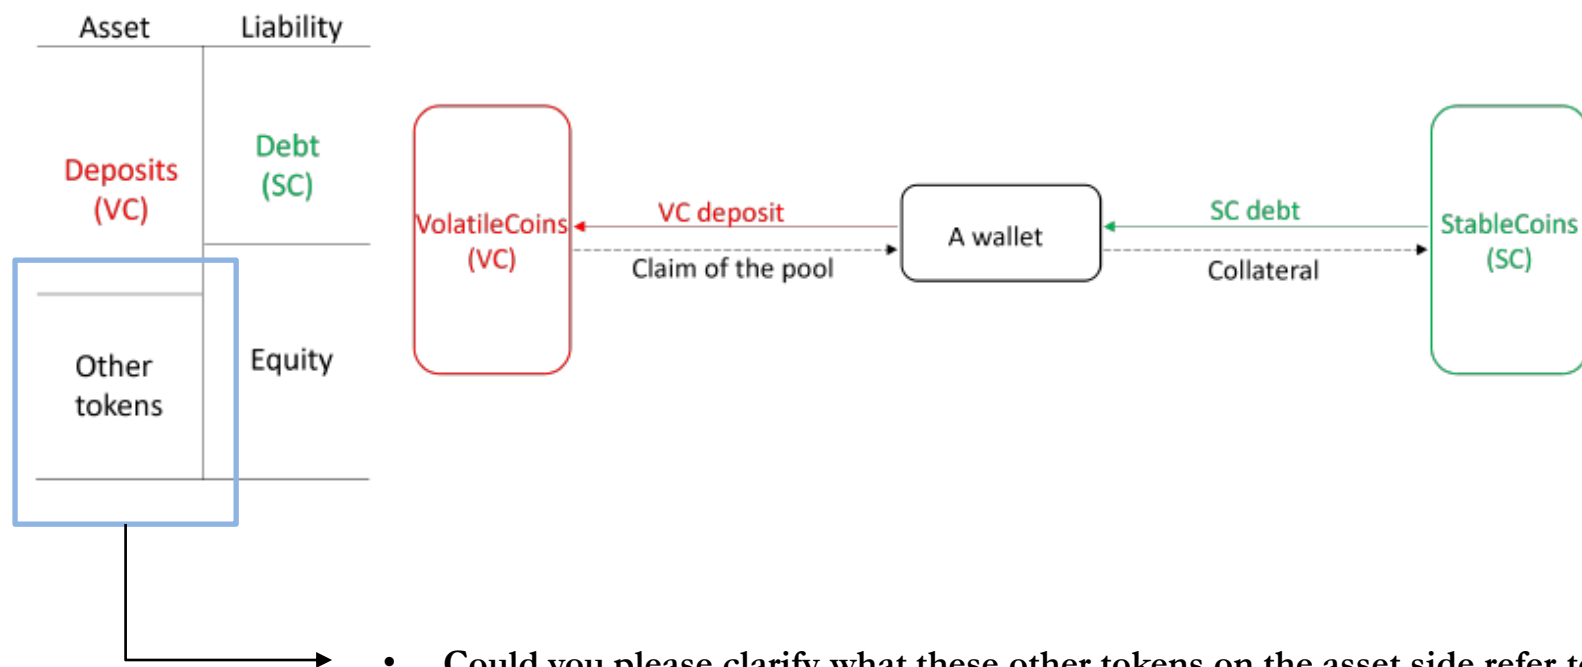 Asset Liability
Deposits
(VC)
Debt
(SC)
Other
tokens
Equity
VolatileCoins
(VC)
VC deposit
Claim of the pool
A wallet
SC debt
Collateral
StableCoins
(SC)
• Could you please clarify what these other tokens on the asset side refer